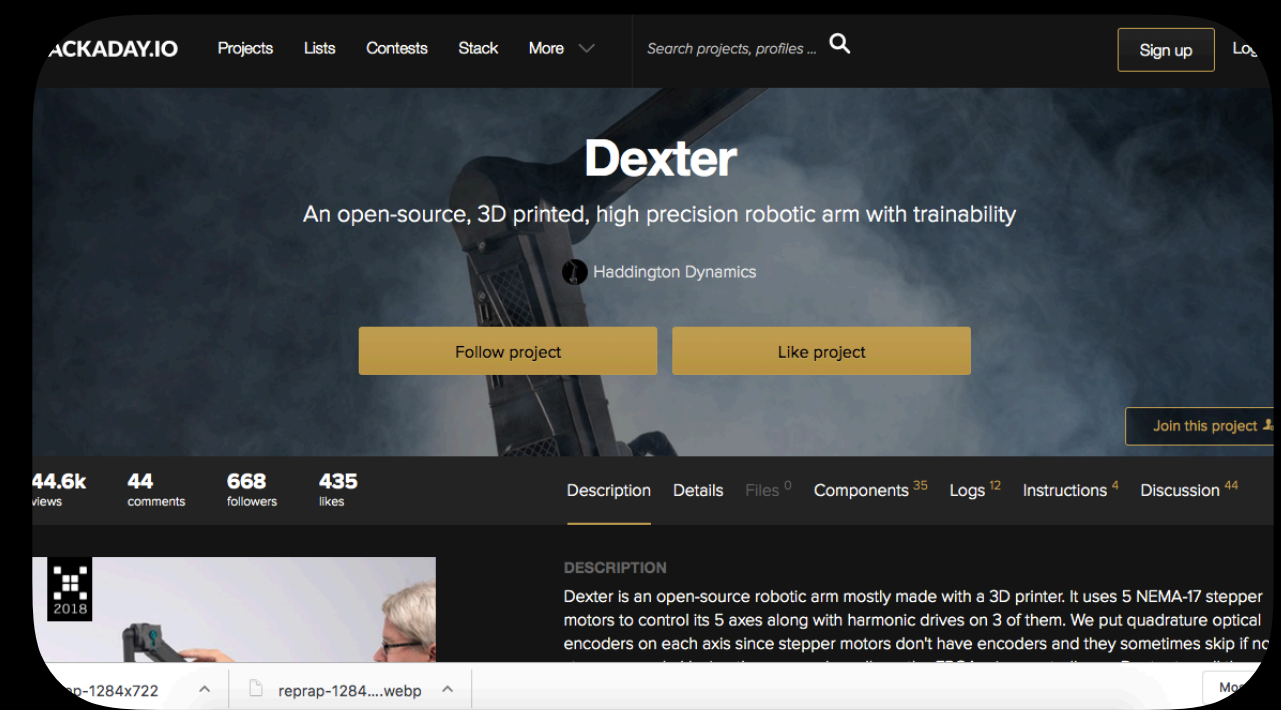 ACKADAY.IO Projects Lists Contests Stack More Search projects, profiles ... Sign up
Dexter
An open-source, 3D printed, high precision robotic arm with trainability
Haddington Dynamics
Follow project Like project
Join this project
44.6k 44 668 435
views comments followers likes
Description Details Files 0 Components 35 Logs 12 Instructions 4 Discussion 44
2018
DESCRIPTION
Dexter is an open-source robotic arm mostly made with a 3D printer. It uses 5 NEMA-17 stepper
motors to control its 5 axes along with harmonic drives on 3 of them. We put quadrature optical
encoders on each axis since stepper motors don't have encoders and they sometimes skip if no
p-1284x722 reprap-1284....webp